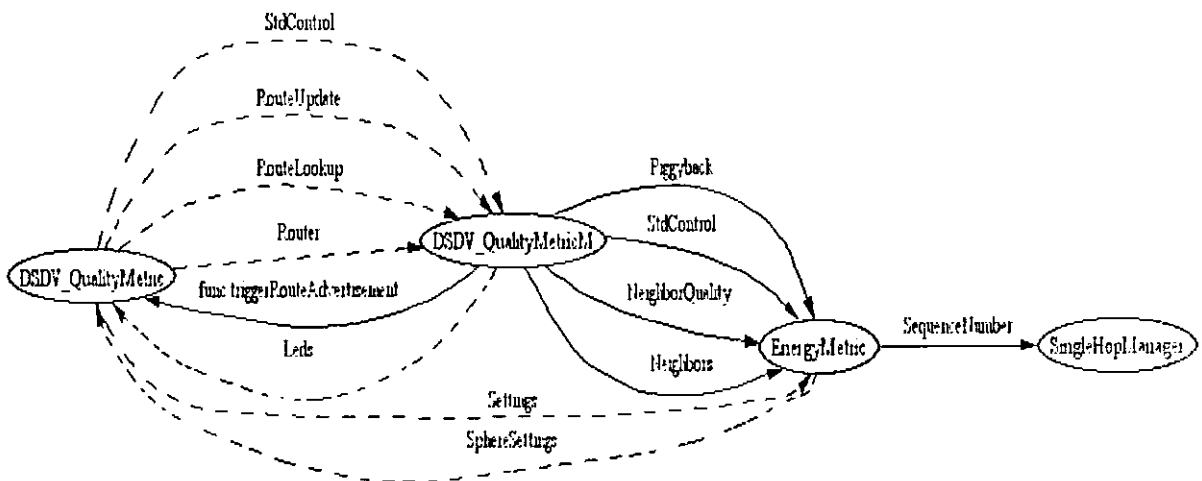 StdControl
RouteUpdate
RouteLookup
Piggyback
StdControl
Router
DSDV_QualityMetricM
DSDV_QualityMetric
func triggerRouteAdvertisement
NeighborQuality
SequenceNumber
Leds
EnergyMetric
SingleHopManager
Neighbors
Settings
SphereSettings